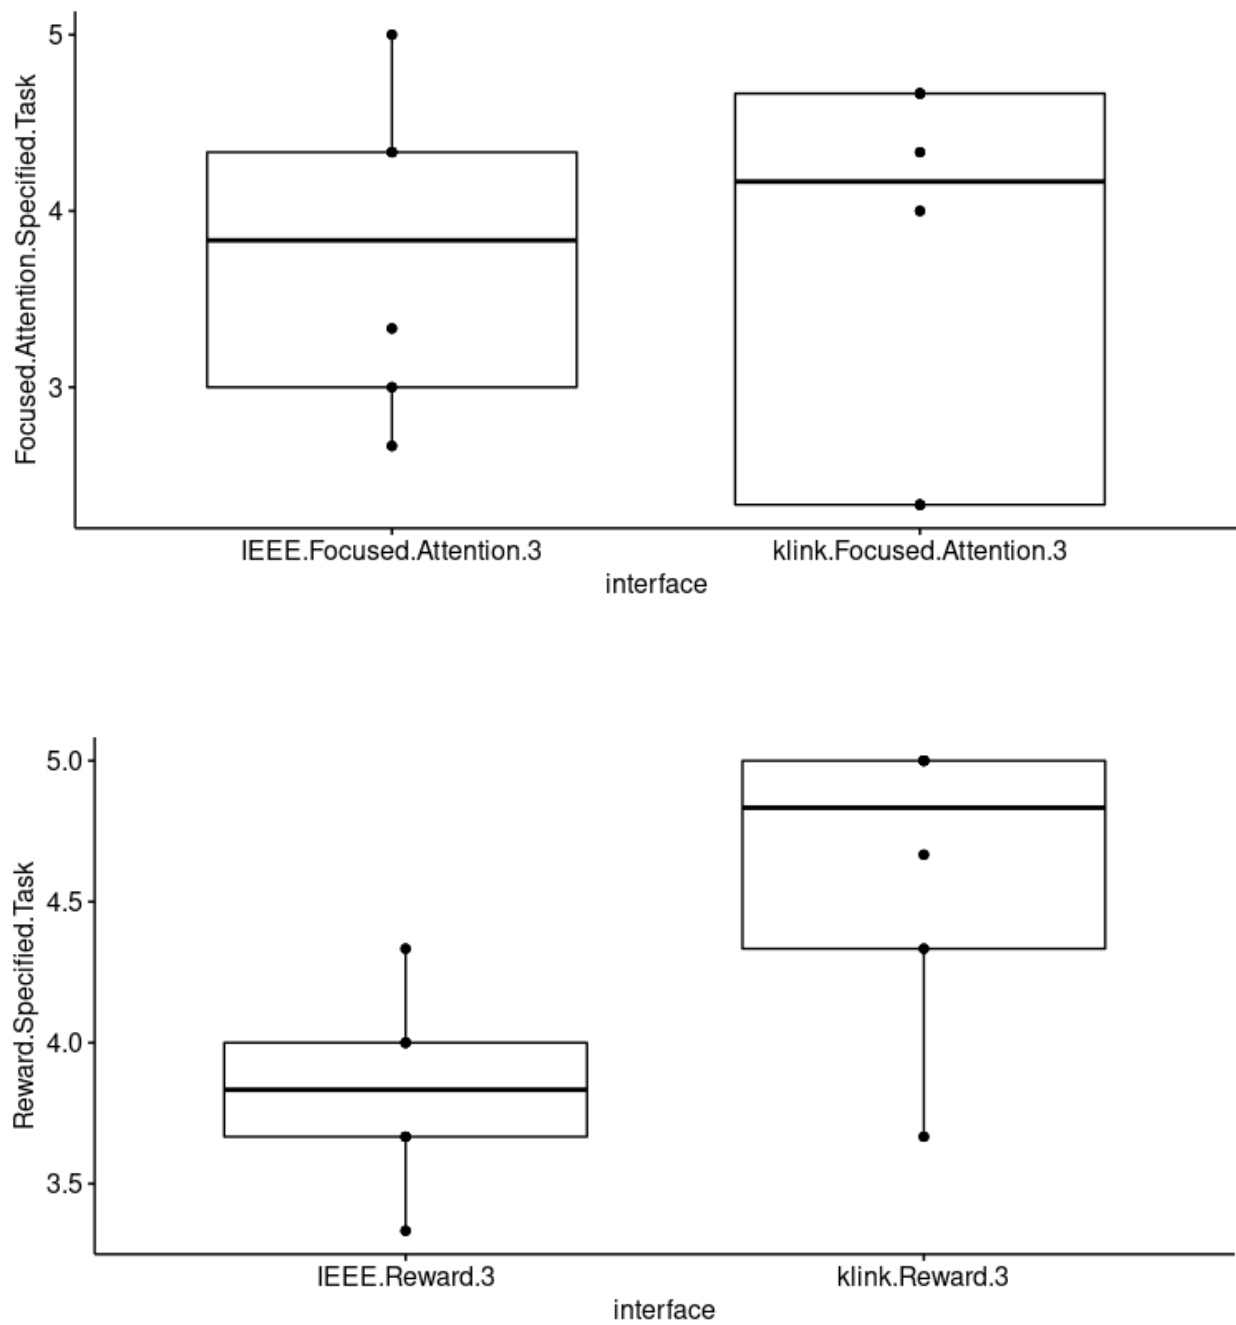 Focused.Attention.Specified.Task
5
4
3
IEEE.Focused.Attention.3 klink.Focused.Attention.3
interface
Reward.Specified.Task
5.0
4.5
4.0
3.5
IEEE.Reward.3 klink.Reward.3
interface